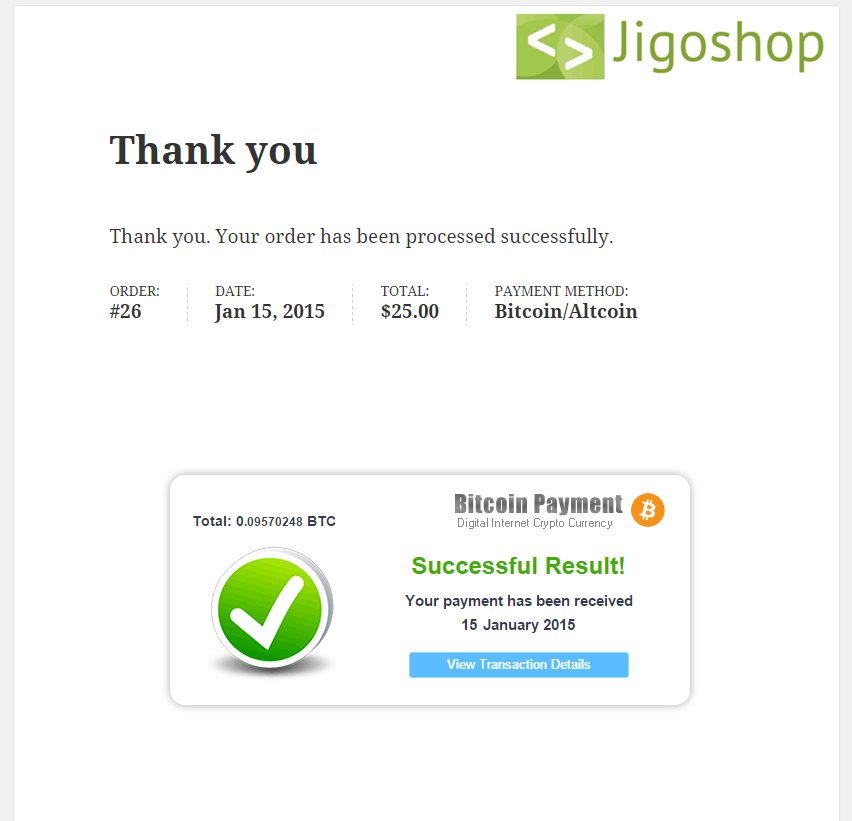 Jigoshop
Thank you
Thank you. Your order has been processed successfully.
ORDER: DATE: TOTAL: PAYMENT METHOD:
#26 Jan 15, 2015 $25.00 Bitcoin/Altcoin
Bitcoin Payment
Total: 0.09570248 BTC
Digital Internet Crypto Currency
Successful Result!
Your payment has been received
15 January 2015
View Transaction Details